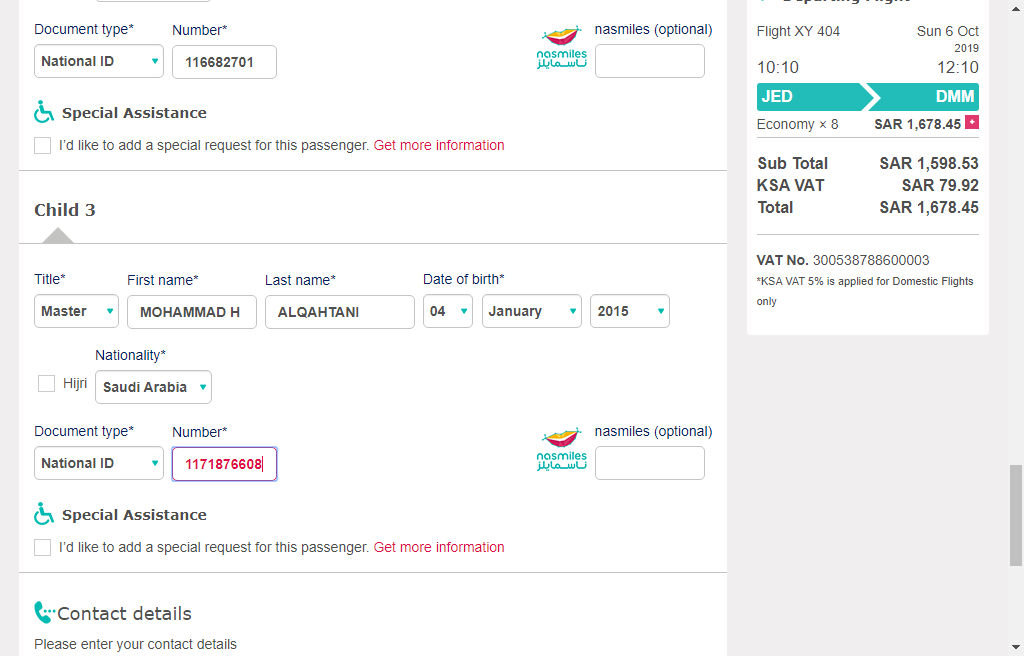 Document type*
Number*
nasmiles (optional)
National ID
116682701
nasmiles
ناسمايلز
Special Assistance
I'd like to add a special request for this passenger. Get more information
Child 3
Title*
First name*
Last name*
Date of birth*
Master
MOHAMMAD H
ALQAHTANI
04
January
2015
Nationality*
Hijri
Saudi Arabia
Document type*
Number*
nasmiles (optional)
National ID
1171876608
nasmiles
ناسمايلز
Special Assistance
I'd like to add a special request for this passenger. Get more information
Contact details
Please enter your contact details
Departing Flight
Flight XY 404
Sun 6 Oct
2019
10:10
12:10
JED
DMM
Economy × 8
SAR 1,678.45 +
Sub Total
SAR 1,598.53
KSA VAT
SAR 79.92
Total
SAR 1,678.45
VAT No. 300538788600003
*KSA VAT 5% is applied for Domestic Flights
only